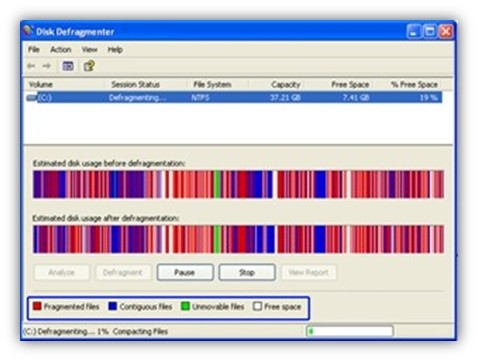 Disk Defragmenter
File Action View Help
Volume Session Status File System Capacity Free Space % Free Space
(C:) Defragmenting... NTFS 37.21 GB 7.41 GB 19 %
Estimated disk usage before defragmentation:
Estimated disk usage after defragmentation:
Analyze Defragment Pause Stop View Report
Fragmented files Contiguous files Unmovable files Free space
(C:) Defragmenting... 1% Compacting Files